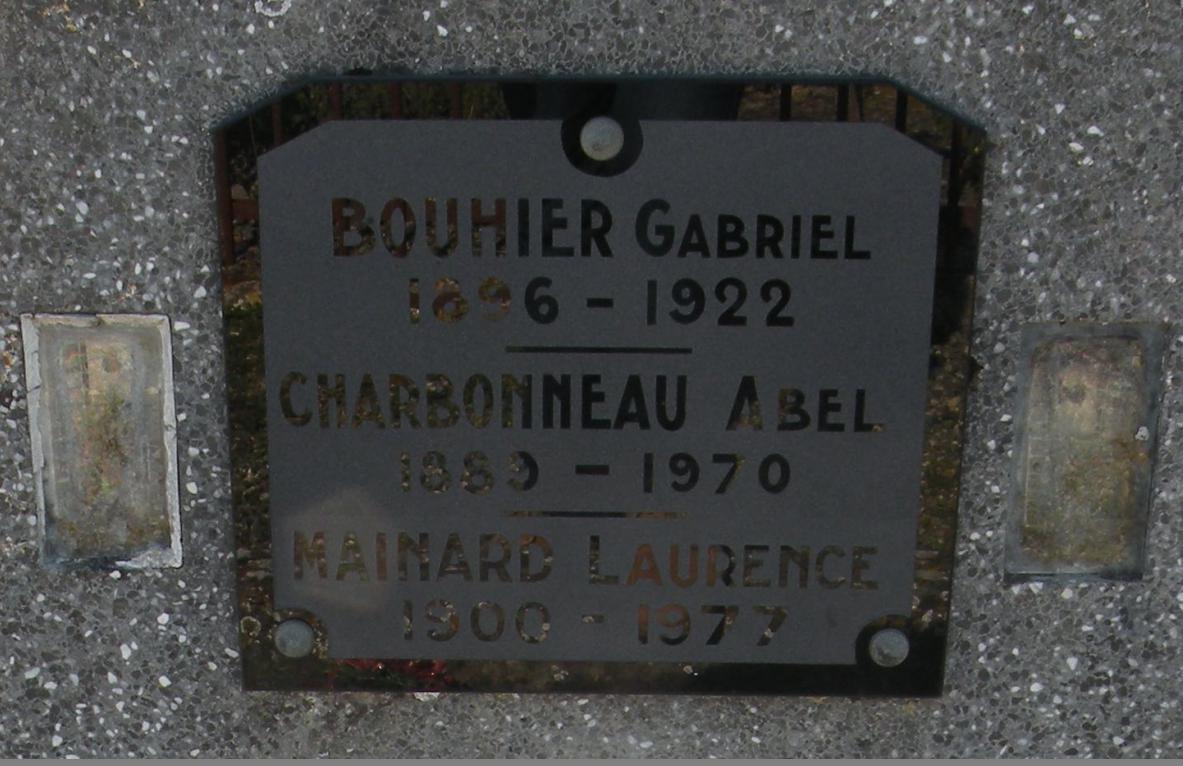 BOUHIER GABRIEL
1896 - 1922
CHARBONNEAU ABEL
1889 - 1970
MAINARD LAURENCE
1900 - 1977